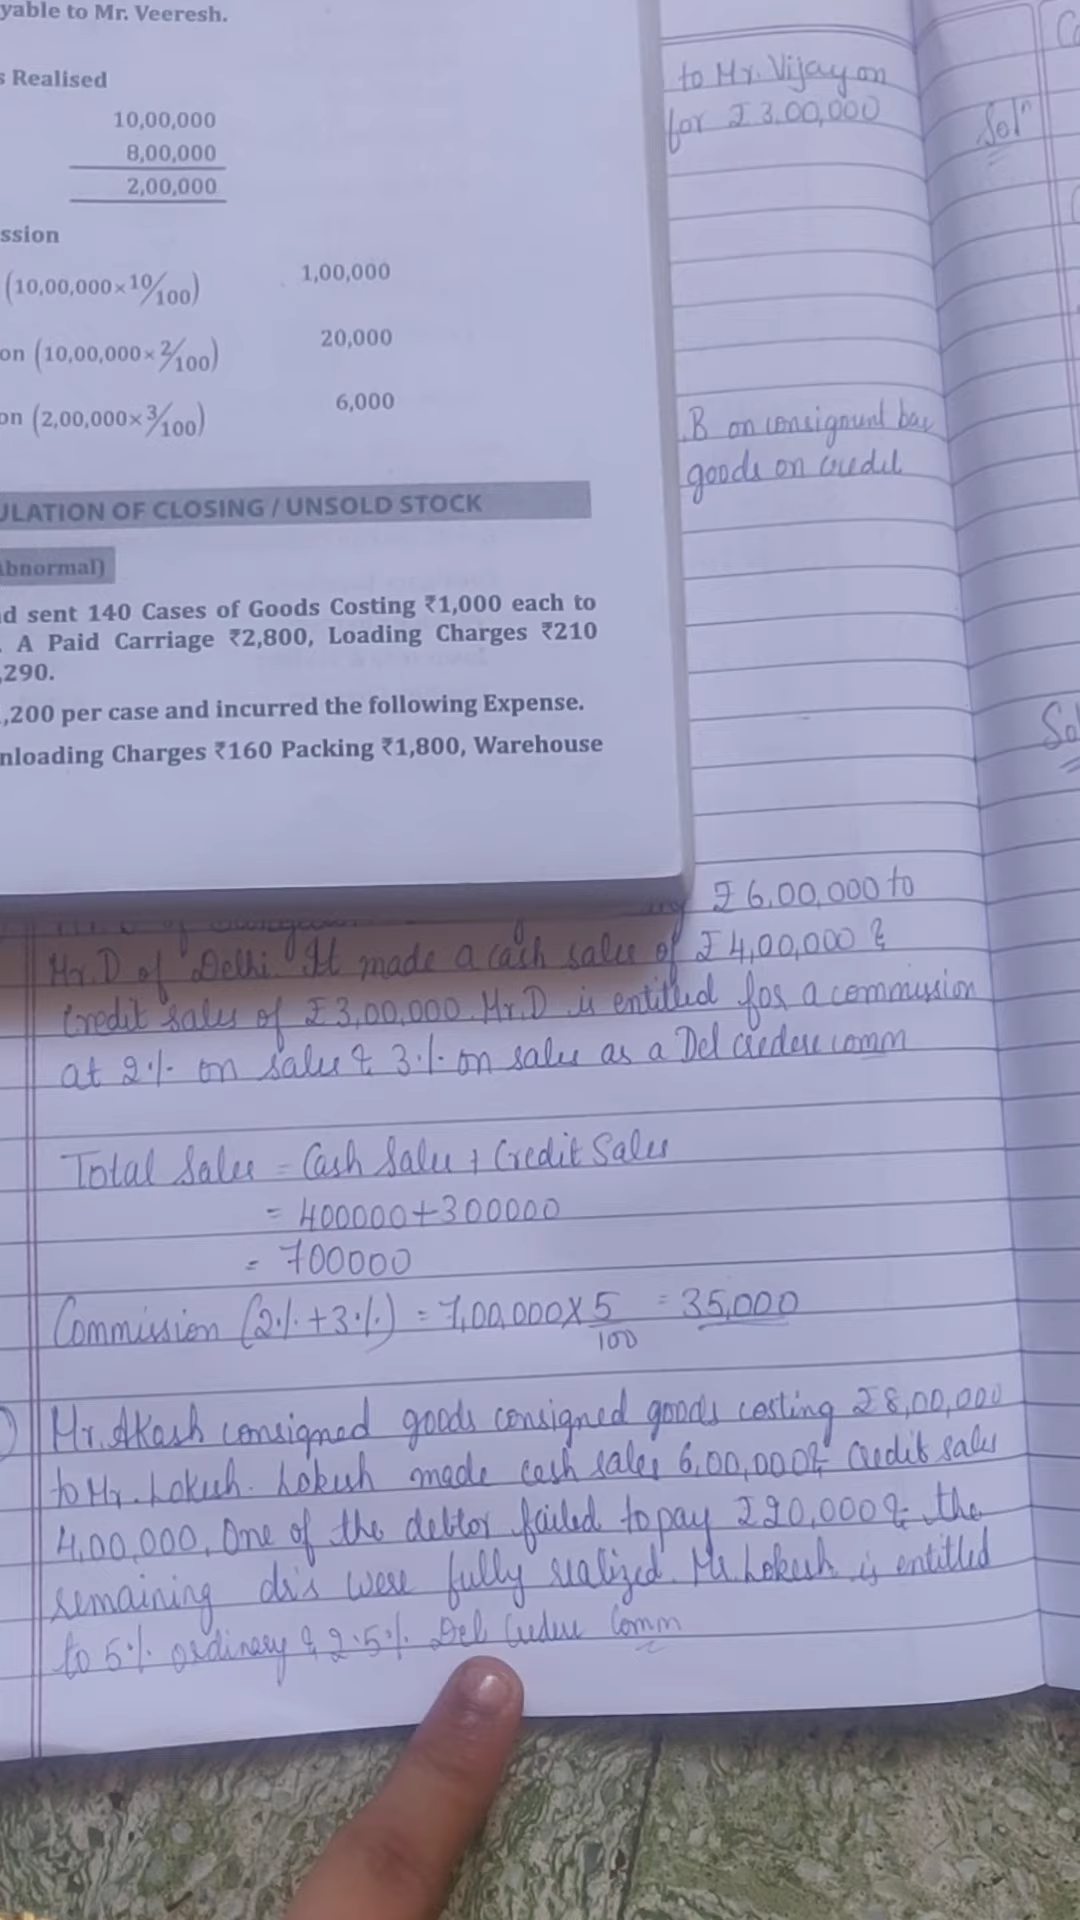 yable to Mr. Veeresh.
s Realised
10,00,000
8,00,000
2,00,000
ssion
(10,00,000×10/100) 1,00,000
on (10,00,000×2/100) 20,000
on (2,00,000×3/100) 6,000
ULATION OF CLOSING / UNSOLD STOCK
Abnormal)
d sent 140 Cases of Goods Costing ₹1,000 each to
. A Paid Carriage ₹2,800, Loading Charges ₹210
,290.
,200 per case and incurred the following Expense.
nloading Charges ₹160 Packing ₹1,800, Warehouse
to Mr. Vijay on
for ₹3,00,000
B on consignment
goods on credit
Soln
₹6,00,000 to
Mr.D of Delhi. It made a cash sales of ₹4,00,000 &
Credit sales of ₹3,00,000. Mr.D is entitled for a commission
at 2% on sales & 3% on sales as a Del credere comm
Total Sales = Cash Sales + Credit Sales
= 400000+300000
= 700000
Commission (2%+3%) = 7,00,000×5/100 = 35,000
Mr. Akash consigned goods consigned goods costing ₹8,00,000
to Mr. Lokesh. Lokesh made cash sales 6,00,000& Credit sales
4,00,000, One of the debtor failed to pay ₹20,000 & the
remaining were fully realized. Mr Lokesh is entitled
to 5% ordinary & 2.5% Del Credere Comm
So